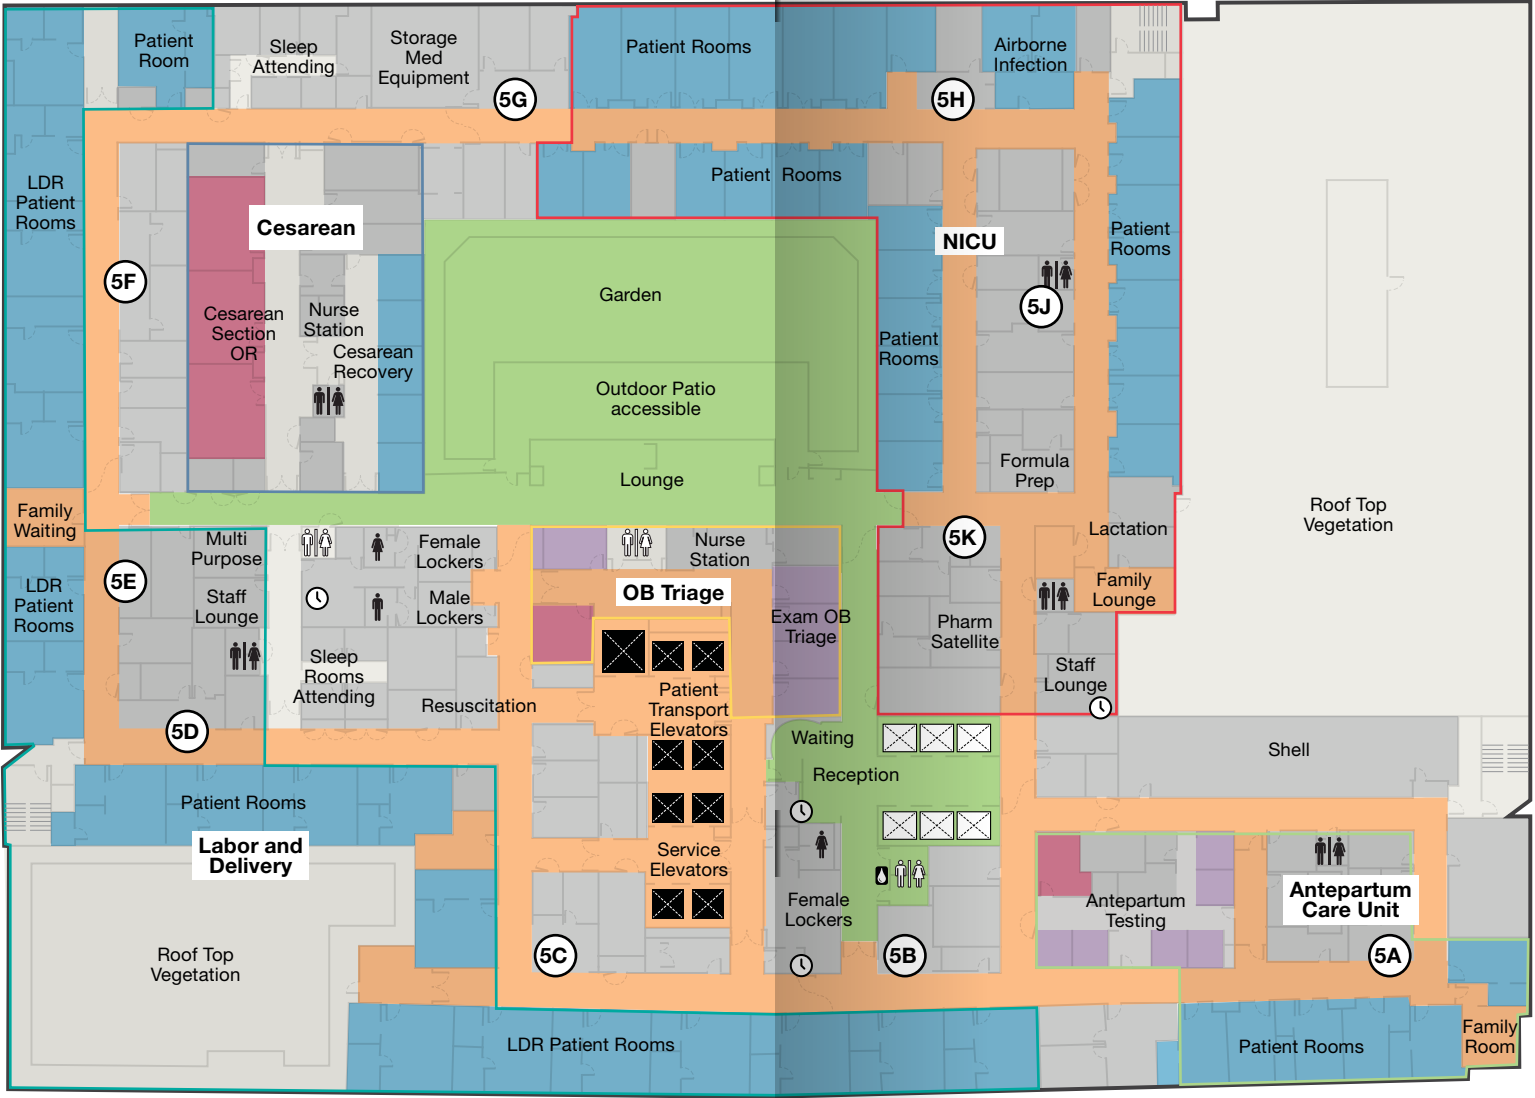 Patient
Room
Sleep
Attending
Storage
Med
Equipment
Patient Rooms
Airborne
Infection
5G
5H
LDR
Patient
Rooms
Cesarean
Patient Rooms
NICU
Patient
Rooms
5F
Cesarean
Section
OR
Nurse
Station
Cesarean
Recovery
Garden
5J
Patient
Rooms
Outdoor Patio
accessible
Lounge
Formula
Prep
Family
Waiting
Multi
Purpose
Female
Lockers
Nurse
Station
5K
Lactation
Roof Top
Vegetation
5E
LDR
Patient
Rooms
Staff
Lounge
Male
Lockers
OB Triage
Exam OB
Triage
Pharm
Satellite
Family
Lounge
Sleep
Rooms
Attending
Resuscitation
Patient
Transport
Elevators
Staff
Lounge
5D
Waiting
Reception
Shell
Patient Rooms
Labor and
Delivery
Service
Elevators
Female
Lockers
Antepartum
Testing
Antepartum
Care Unit
Roof Top
Vegetation
5C
5B
5A
LDR Patient Rooms
Patient Rooms
Family
Room